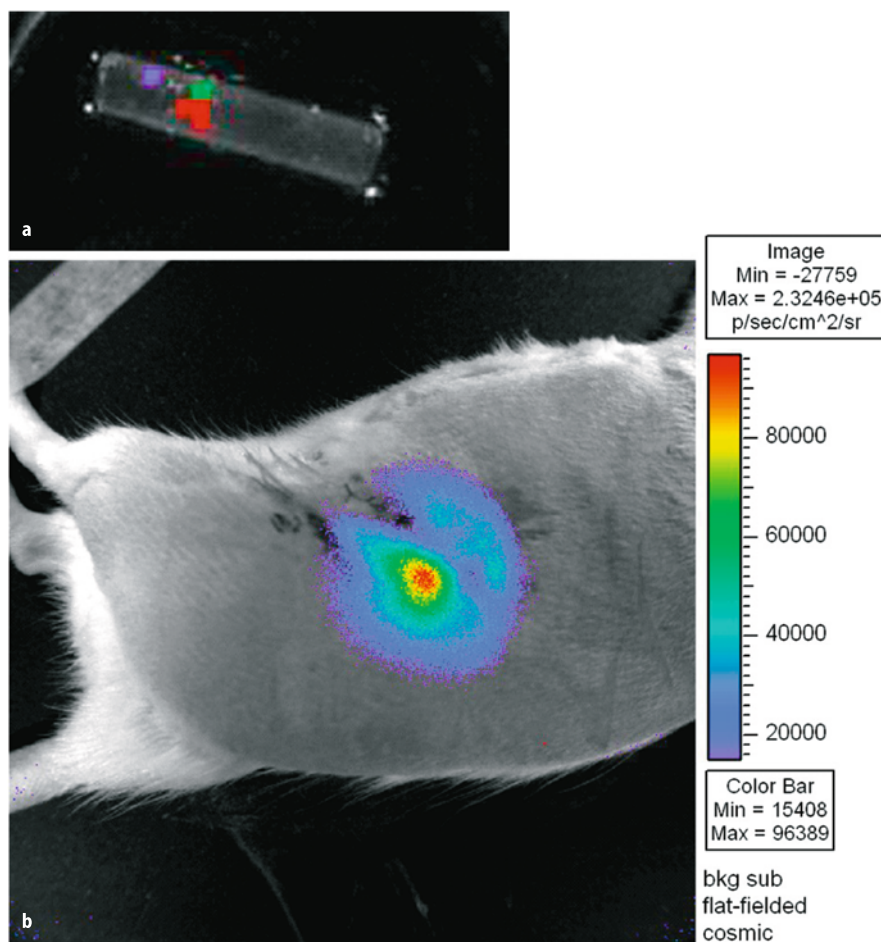 a
Image
Min = -27759
Max = 2.3246e+05
p/sec/cm^2/sr
80000
60000
40000
20000
Color Bar
Min = 15408
Max = 96389
bkg sub
flat-fielded
cosmic
b